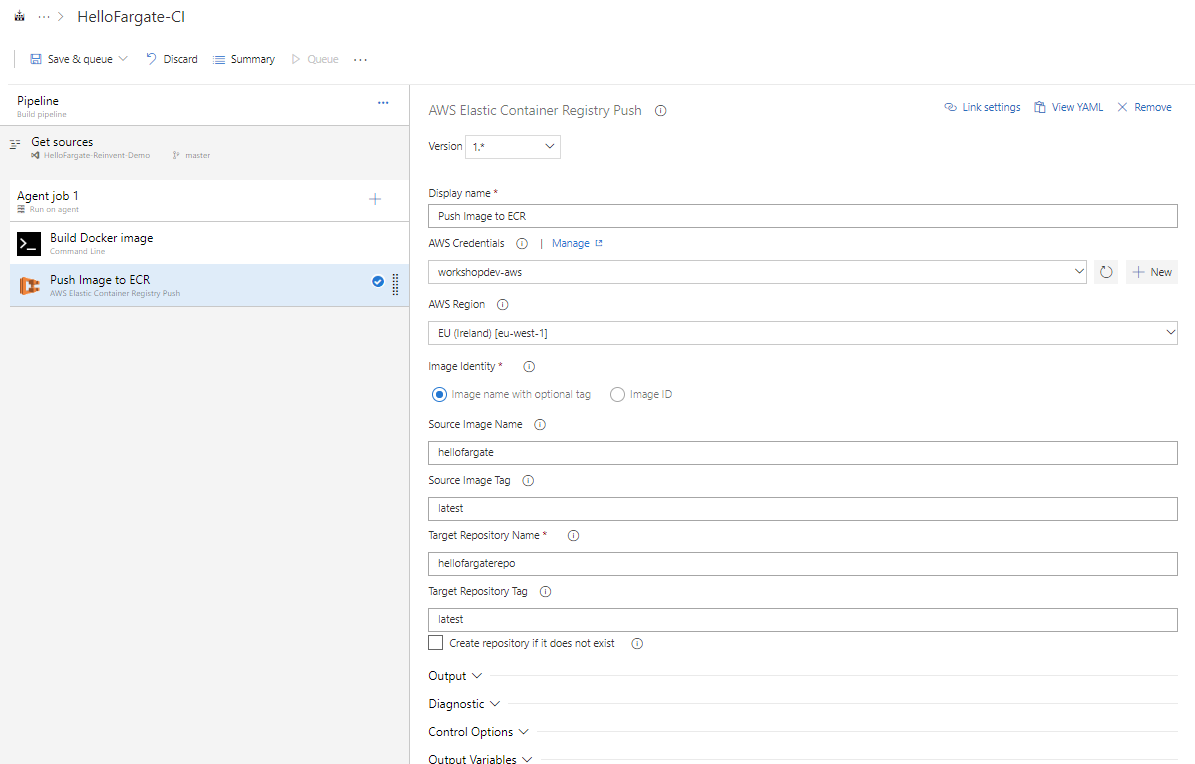 HelloFargate-CI
Save & queue Discard Summary Queue
Pipeline
Build pipeline
Get sources
HelloFargate-Reinvent-Demo master
Agent job 1
Run on agent
Build Docker image
Command Line
Push Image to ECR
AWS Elastic Container Registry Push
AWS Elastic Container Registry Push
Link settings View YAML Remove
Version 1.*
Display name *
Push Image to ECR
AWS Credentials | Manage
workshopdev-aws
New
AWS Region
EU (Ireland) [eu-west-1]
Image Identity *
Image name with optional tag Image ID
Source Image Name
hellofargate
Source Image Tag
latest
Target Repository Name *
hellofargaterepo
Target Repository Tag
latest
Create repository if it does not exist
Output
Diagnostic
Control Options
Output Variables